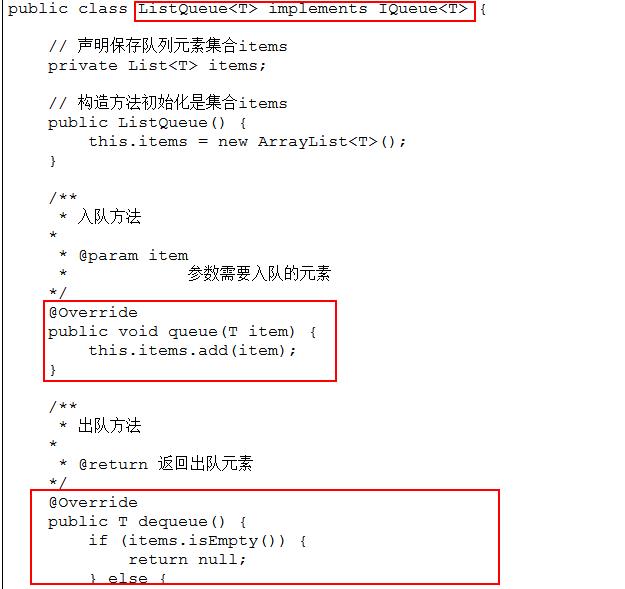 public class ListQueue<T> implements IQueue<T> {
// 声明保存队列元素集合items
private List<T> items;
// 构造方法初始化是集合items
public ListQueue() {
this.items = new ArrayList<T>();
}
/**
* 入队方法
*
* @param item
* 参数需要入队的元素
*/
@Override
public void queue(T item) {
this.items.add(item);
}
/**
* 出队方法
*
* @return 返回出队元素
*/
@Override
public T dequeue() {
if (items.isEmpty()) {
return null;
} else {